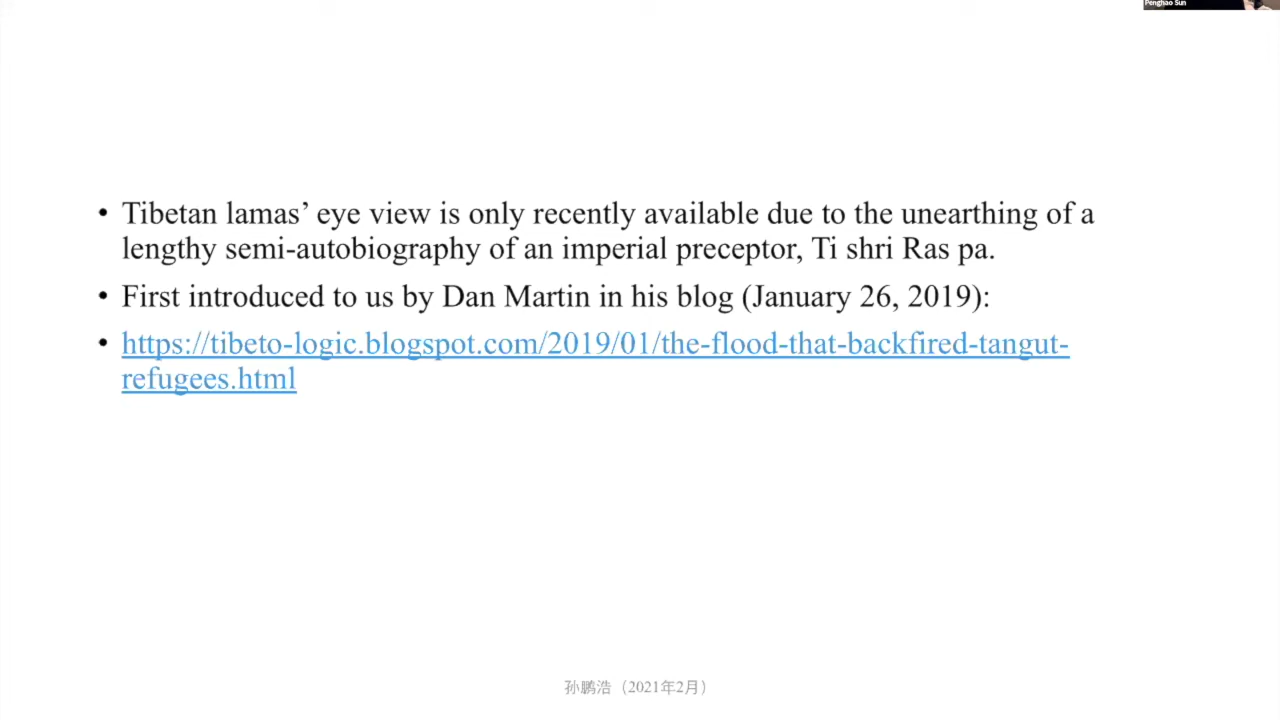 Penghao Sun
• Tibetan lamas’ eye view is only recently available due to the unearthing of a
lengthy semi-autobiography of an imperial preceptor, Ti shri Ras pa.
• First introduced to us by Dan Martin in his blog (January 26, 2019):
• https://tibeto-logic.blogspot.com/2019/01/the-flood-that-backfired-tangut-
refugees.html
孙鹏浩（2021年2月）